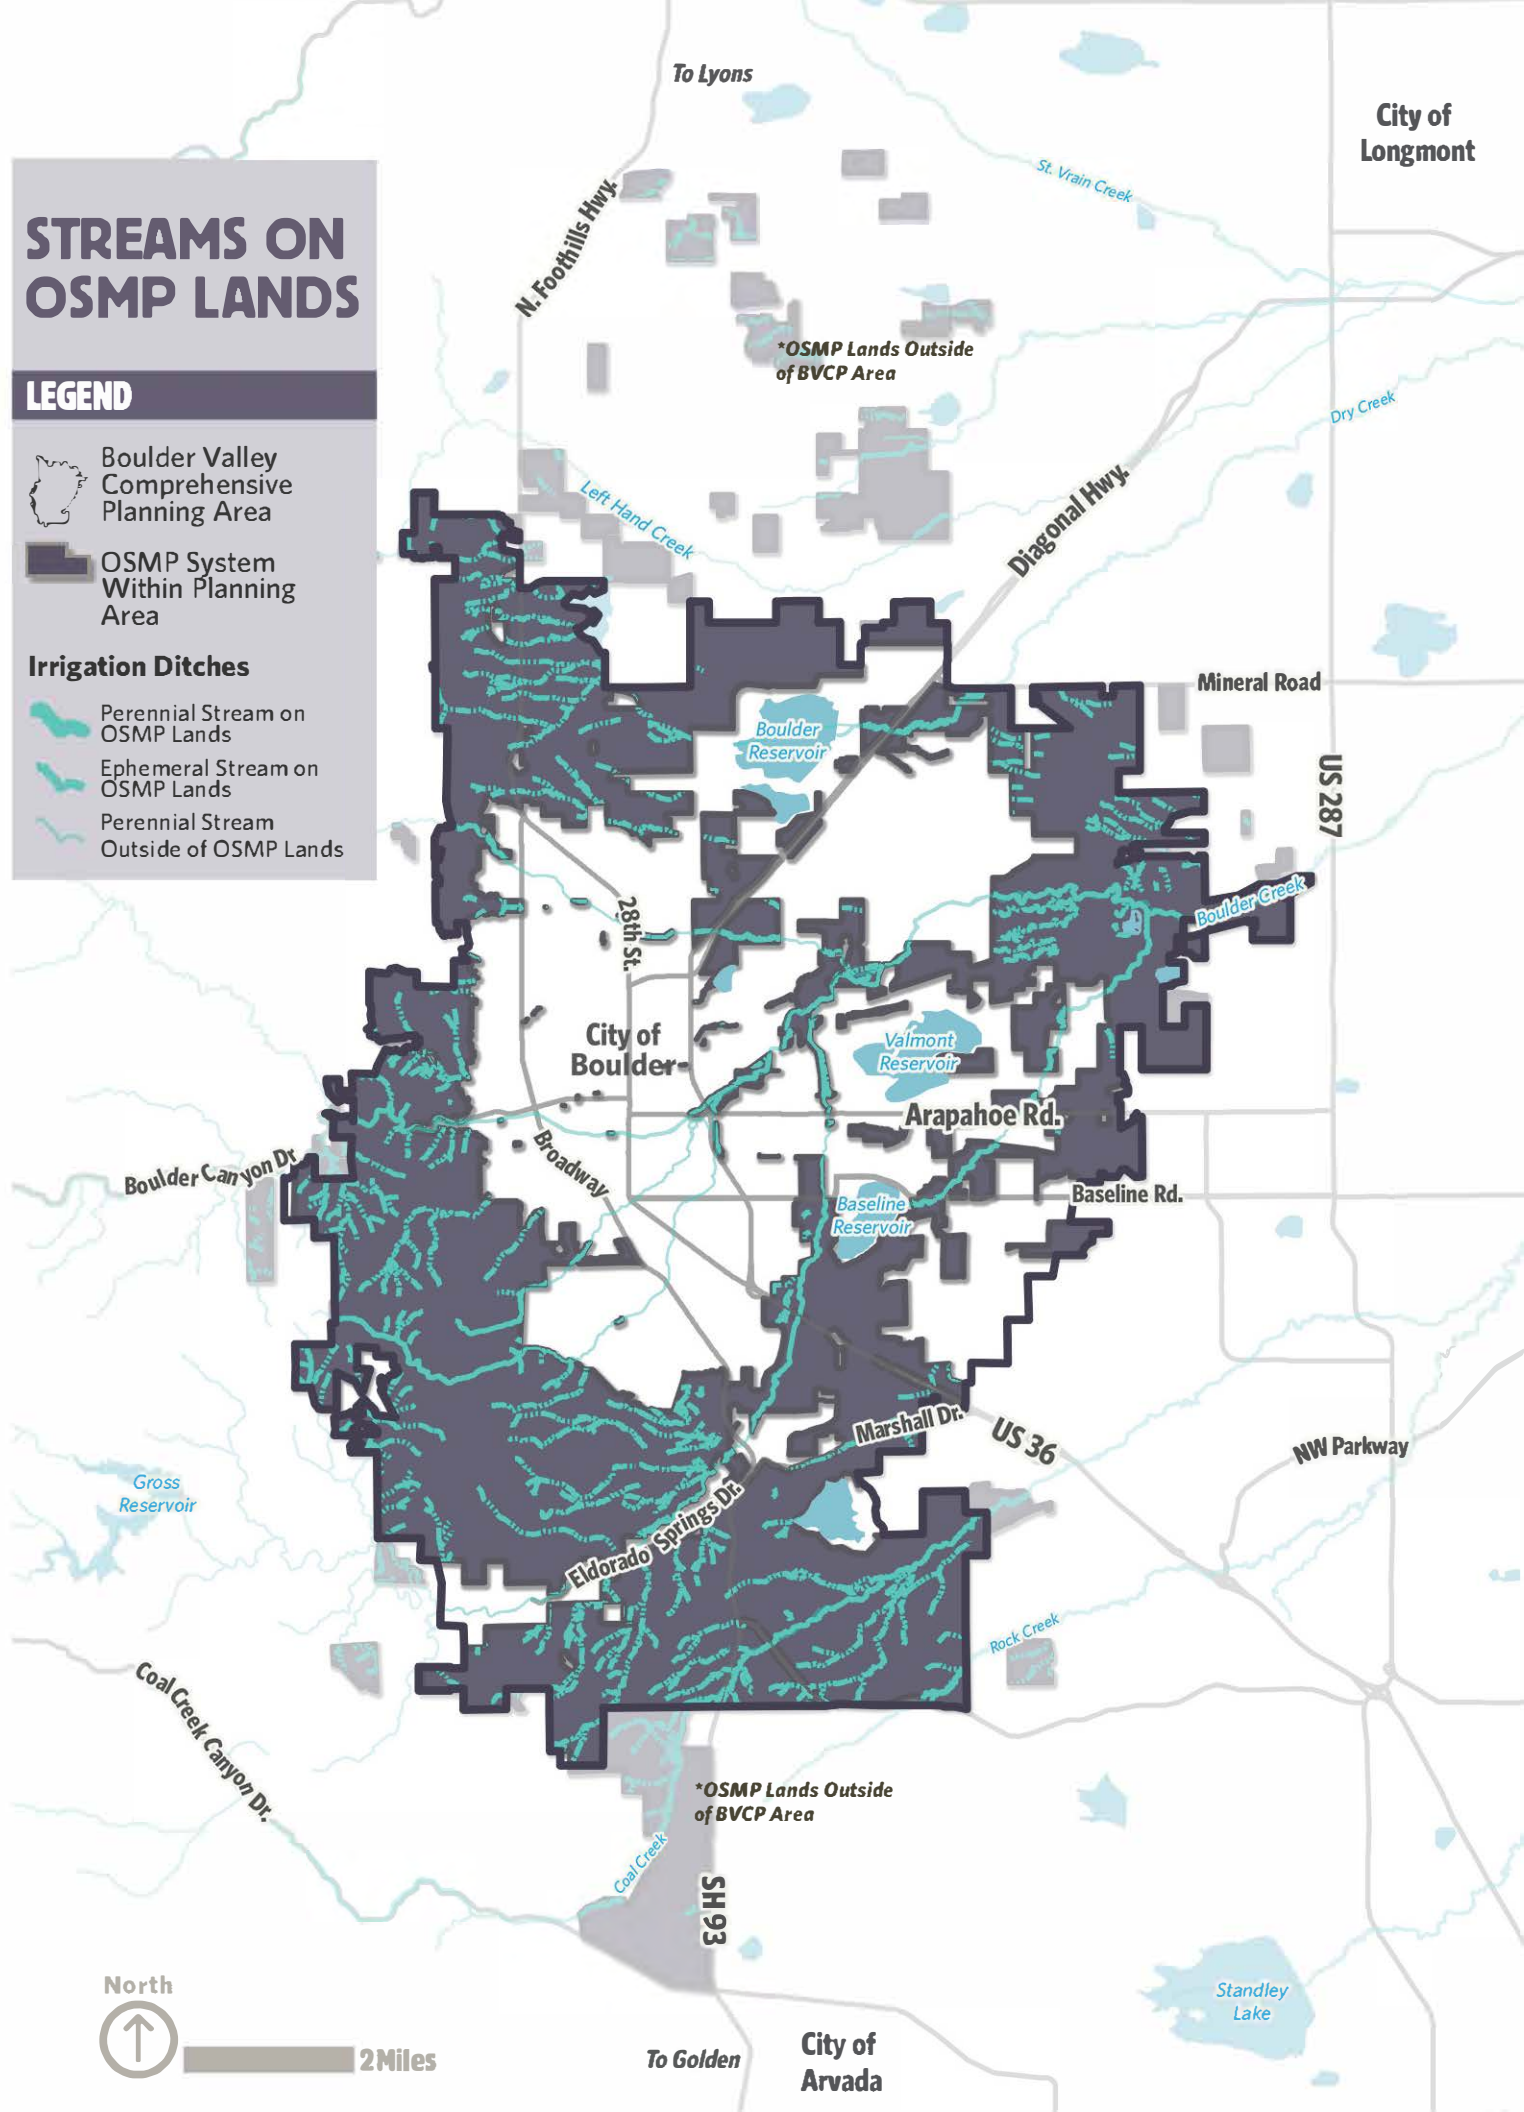 To Lyons
City of
Longmont
St. Vrain Creek
STREAMS ON
OSMP LANDS
N. Foothills Hwy.
*OSMP Lands Outside
of BVCP Area
LEGEND
Boulder Valley
Comprehensive
Planning Area
OSMP System
Within Planning
Area
Irrigation Ditches
Perennial Stream on
OSMP Lands
Ephemeral Stream on
OSMP Lands
Perennial Stream
Outside of OSMP Lands
Dry Creek
Left Hand Creek
Diagonal Hwy.
Mineral Road
Boulder
Reservoir
US 287
28th St.
Boulder Creek
City of
Boulder
Valmont
Reservoir
Arapahoe Rd.
Broadway
Boulder Canyon Dr
Baseline Rd.
Baseline
Reservoir
Marshall Dr.
US 36
NW Parkway
Gross
Reservoir
Eldorado Springs Dr.
Rock Creek
Coal Creek Canyon Dr.
*OSMP Lands Outside
of BVCP Area
Coal Creek
SH 93
North
2 Miles
Standley
Lake
To Golden
City of
Arvada